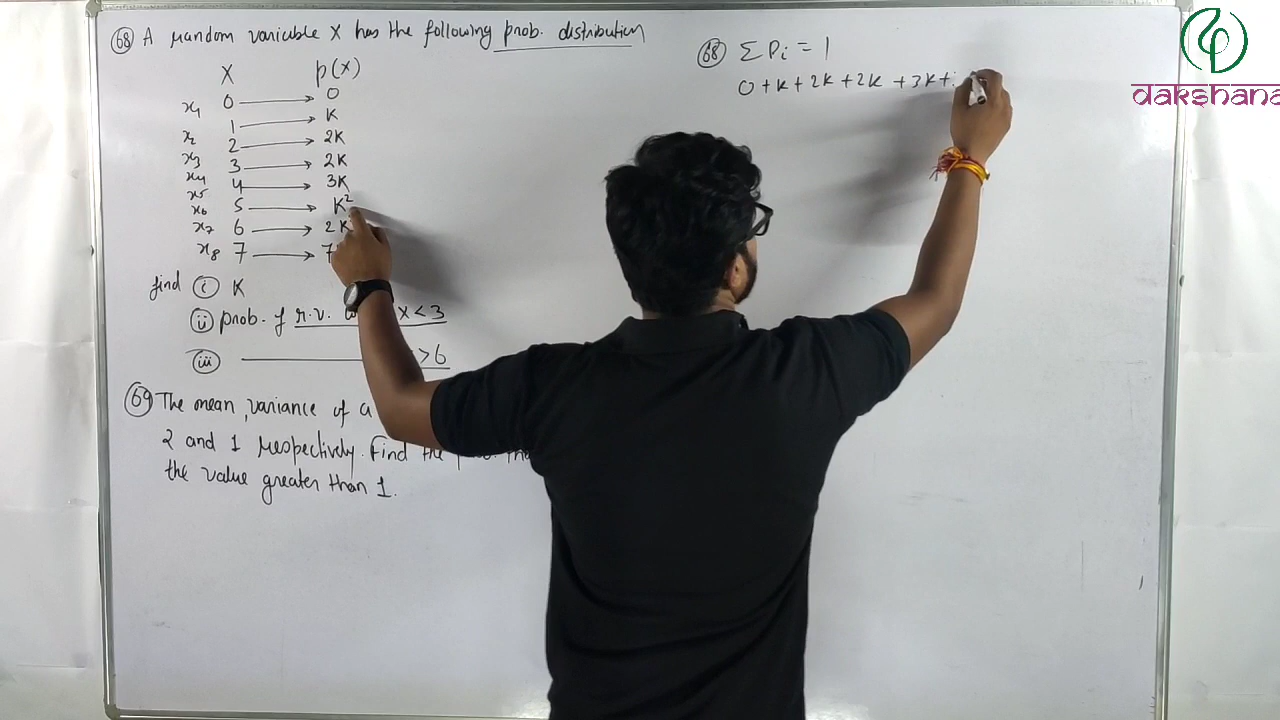 68 A random variable X has the following prob. distribution
X P(X)
x1 0 → 0
1 → K
x2 2 → 2K
x3 3 → 2K
x4 4 → 3K
x5
x6 5 → K²
x7 6 → 2K
x8 7 → 7
find (i) K
(ii) prob. of r.v. x < 3
(iii) > 6
69 The mean, variance of a
2 and 1 respectively. Find the
the value greater than 1.
68 Σ Pi = 1
0 + K + 2K + 2K + 3K +
dakshana